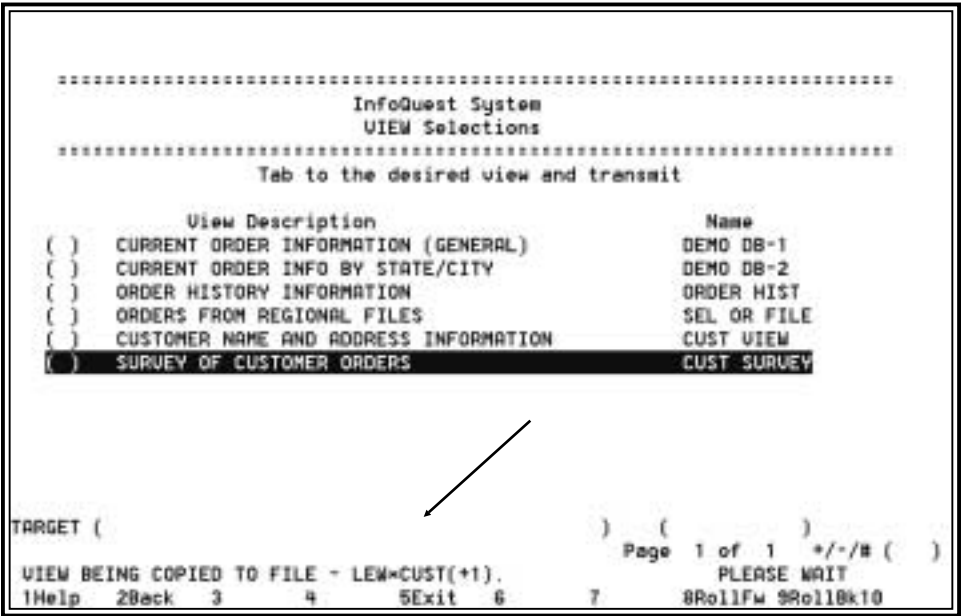 ::::::::::::::::::::::::::::::::::::::::::::::::::::::::::::::::::::::
InfoQuest System
VIEW Selections
::::::::::::::::::::::::::::::::::::::::::::::::::::::::::::::::::::::
Tab to the desired view and transmit
View Description Name
( ) CURRENT ORDER INFORMATION (GENERAL) DEMO DB-1
( ) CURRENT ORDER INFO BY STATE/CITY DEMO DB-2
( ) ORDER HISTORY INFORMATION ORDER HIST
( ) ORDERS FROM REGIONAL FILES SEL OR FILE
( ) CUSTOMER NAME AND ADDRESS INFORMATION CUST VIEW
( ) SURVEY OF CUSTOMER ORDERS CUST SURVEY
TARGET ( ) ( )
Page 1 of 1 +/-/# ( )
VIEW BEING COPIED TO FILE - LEW*CUST(+1). PLEASE WAIT
1Help 2Back 3 4 5Exit 6 7 8RollFw 9RollBk10